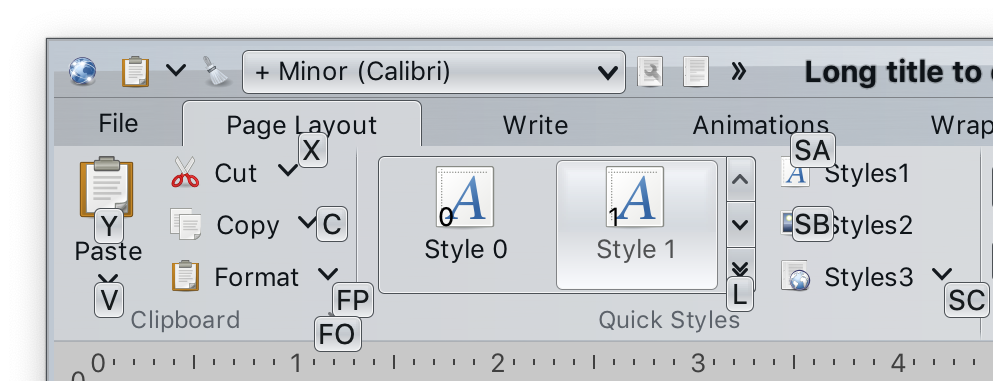 + Minor (Calibri) » Long title to
File Page Layout Write Animations Wrap
X SA
Cut Styles1
0 1
Y Copy C SB Styles2
Paste Style 0 Style 1
Format Styles3
V FP L SC
Clipboard Quick Styles
FO
0 1 2 3 4
0